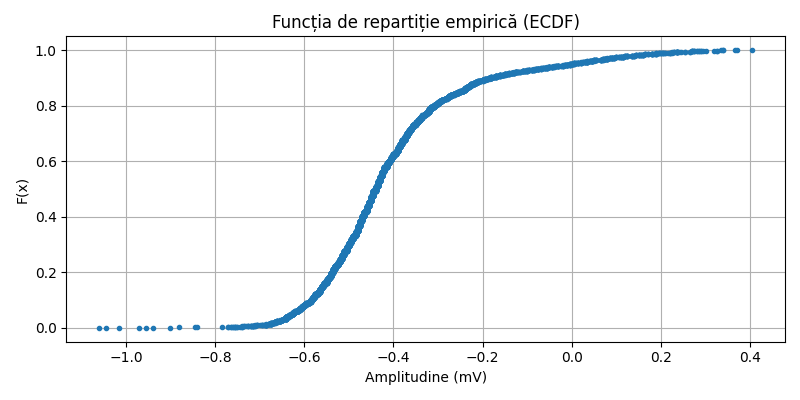 Funcția de repartiție empirică (ECDF)
1.0
0.8
0.6
0.4
0.2
0.0
F(x)
−1.0 −0.8 −0.6 −0.4 −0.2 0.0 0.2 0.4
Amplitudine (mV)